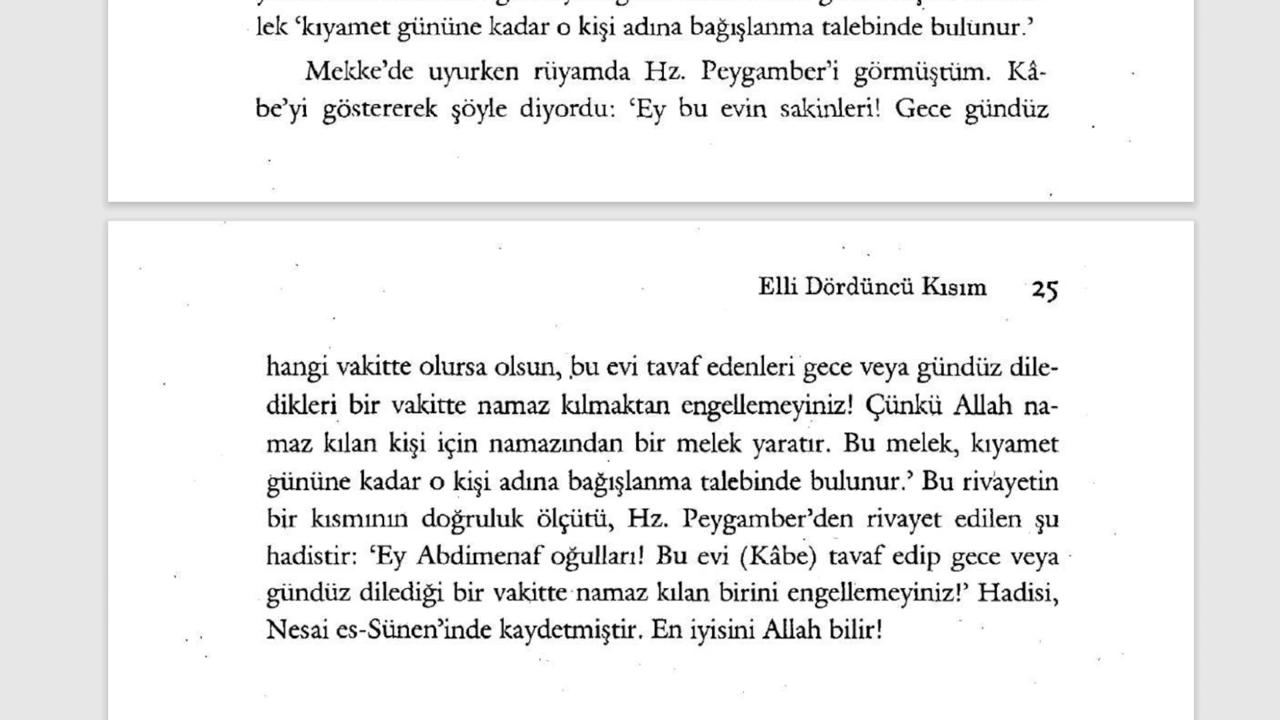 lek ‘kıyamet gününe kadar o kişi adına bağışlanma talebinde bulunur.’
Mekke’de uyurken rüyamda Hz. Peygamber’i görmüştüm. Kâ-
be’yi göstererek şöyle diyordu: ‘Ey bu evin sakinleri! Gece gündüz
Elli Dördüncü Kısım 25
hangi vakitte olursa olsun, bu evi tavaf edenleri gece veya gündüz dile-
dikleri bir vakitte namaz kılmaktan engellemeyiniz! Çünkü Allah na-
maz kılan kişi için namazından bir melek yaratır. Bu melek, kıyamet
gününe kadar o kişi adına bağışlanma talebinde bulunur.’ Bu rivayetin
bir kısmının doğruluk ölçütü, Hz. Peygamber’den rivayet edilen şu
hadistir: ‘Ey Abdimenaf oğulları! Bu evi (Kâbe) tavaf edip gece veya
gündüz dilediği bir vakitte namaz kılan birini engellemeyiniz!’ Hadisi,
Nesai es-Sünen’inde kaydetmiştir. En iyisini Allah bilir!